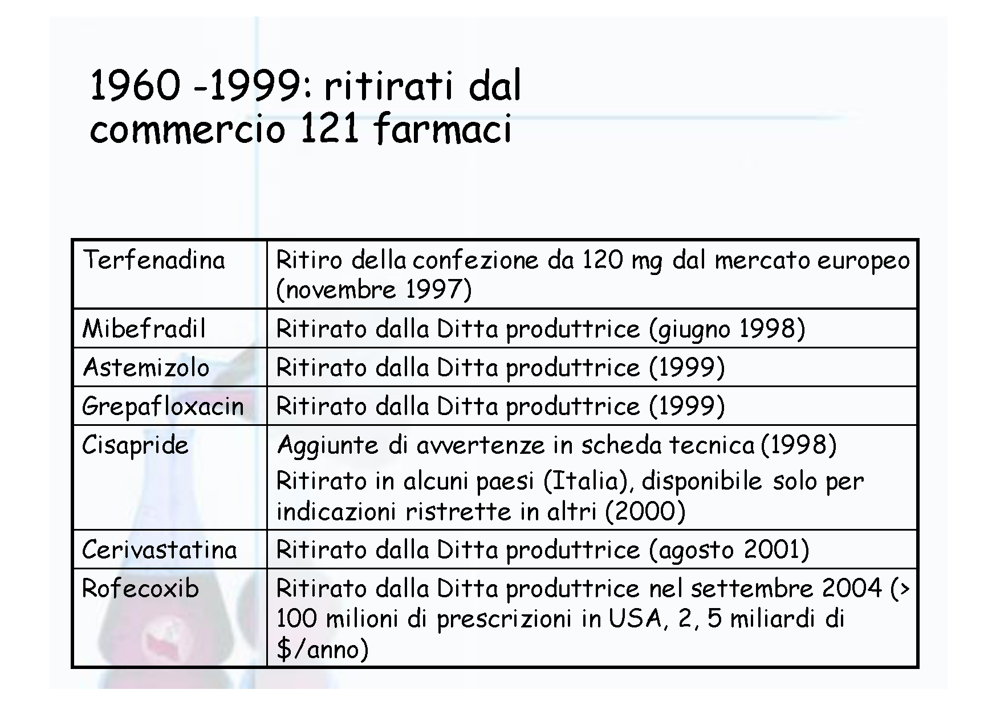 1960 -1999: ritirati dal
commercio 121 farmaci
Terfenadina
Ritiro della confezione da 120 mg dal mercato europeo
(novembre 1997)
Mibefradil
Ritirato dalla Ditta produttrice (giugno 1998)
Astemizolo
Ritirato dalla Ditta produttrice (1999)
Grepafloxacin
Ritirato dalla Ditta produttrice (1999)
Cisapride
Aggiunte di avvertenze in scheda tecnica (1998)
Ritirato in alcuni paesi (Italia), disponibile solo per
indicazioni ristrette in altri (2000)
Cerivastatina
Ritirato dalla Ditta produttrice (agosto 2001)
Rofecoxib
Ritirato dalla Ditta produttrice nel settembre 2004 (>
100 milioni di prescrizioni in USA, 2, 5 miliardi di
$/anno)